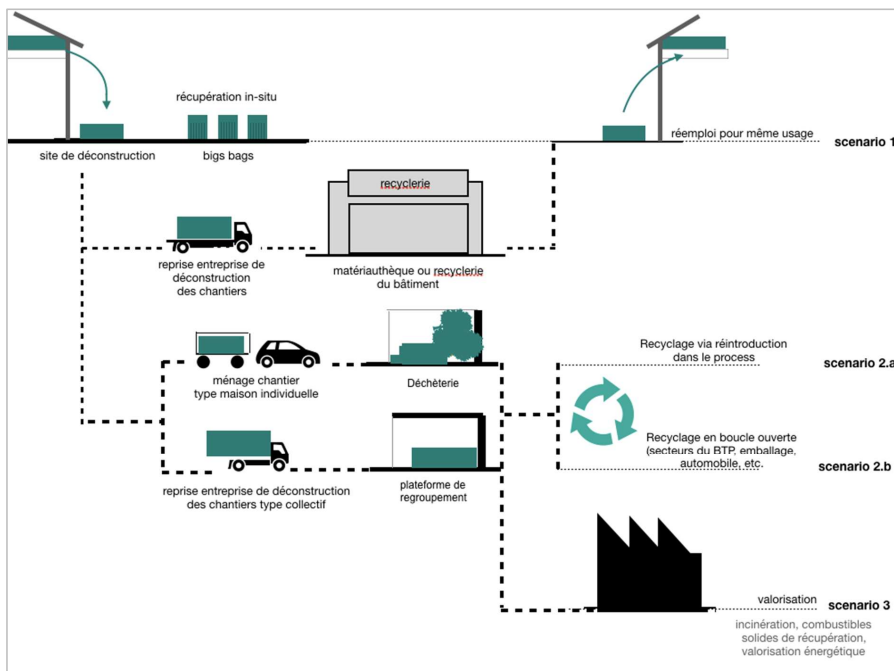 récupération in-situ
réemploi pour même usage
scenario 1
site de déconstruction
bigs bags
recyclerie
reprise entreprise de
déconstruction
des chantiers
matériauthèque ou recyclerie
du bâtiment
ménage chantier
type maison individuelle
Déchèterie
Recyclage via réintroduction
dans le process
scenario 2.a
Recyclage en boucle ouverte
(secteurs du BTP, emballage,
automobile, etc.
scenario 2.b
reprise entreprise de déconstruction
des chantiers type collectif
plateforme de
regroupement
valorisation
scenario 3
incinération, combustibles
solides de récupération,
valorisation énergétique